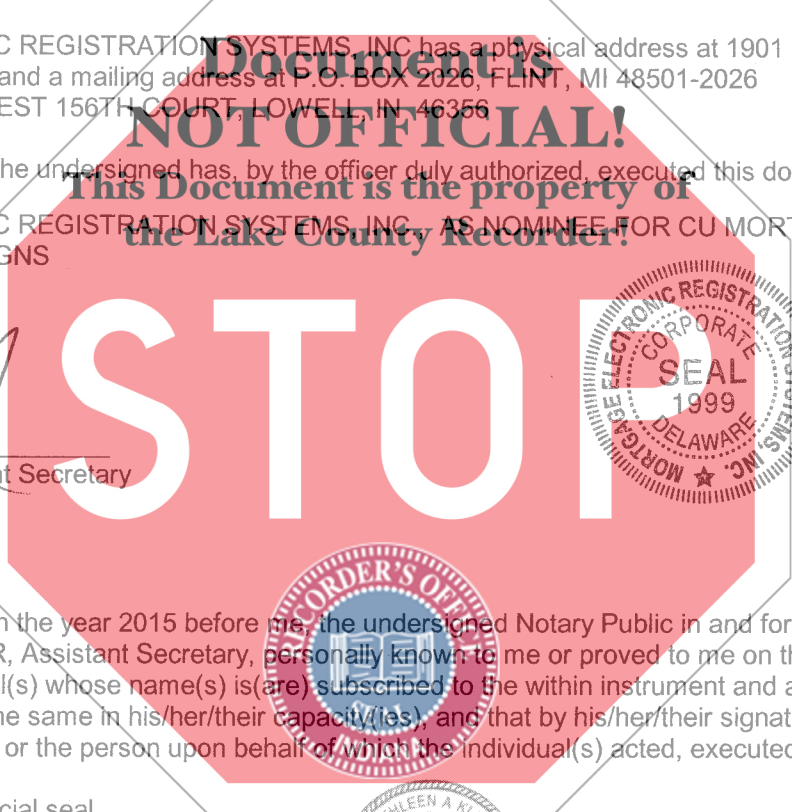 C REGISTRATION SYSTEMS, INC has a physical address at 1901
and a mailing address at P.O. BOX 2026, FLINT, MI 48501-2026
EST 156TH COURT, LOWELL, IN 46356
Document is
NOT OFFICIAL!
This Document is the property of
the Lake County Recorder!
he undersigned has, by the officer duly authorized, executed this do
C REGISTRATION SYSTEMS, INC., AS NOMINEE FOR CU MORT
GNS
STOP
MORTGAGE ELECTRONIC REGISTRATION SYSTEMS, INC.
CORPORATE
SEAL
1999
DELAWARE
t Secretary
RECORDER'S OFFICE
SEAL
INDIANA
n the year 2015 before me, the undersigned Notary Public in and for
R, Assistant Secretary, personally known to me or proved to me on th
l(s) whose name(s) is(are) subscribed to the within instrument and a
ne same in his/her/their capacity(ies), and that by his/her/their signat
or the person upon behalf of which the individual(s) acted, executed
cial seal
HLEEN A K